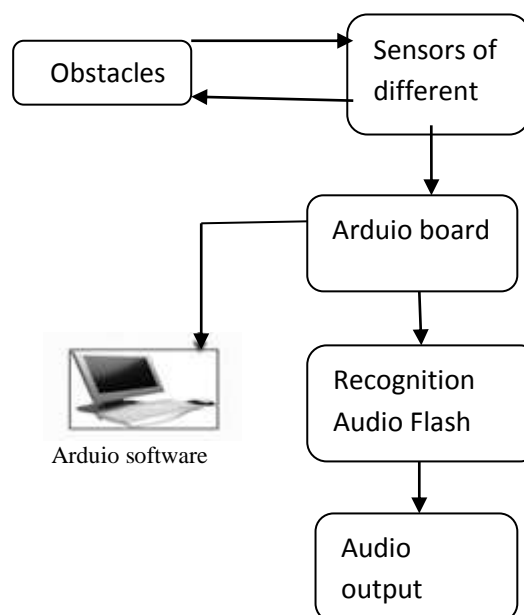 Obstacles
Sensors of
different
Arduio board
Recognition
Audio Flash
Arduio software
Audio
output